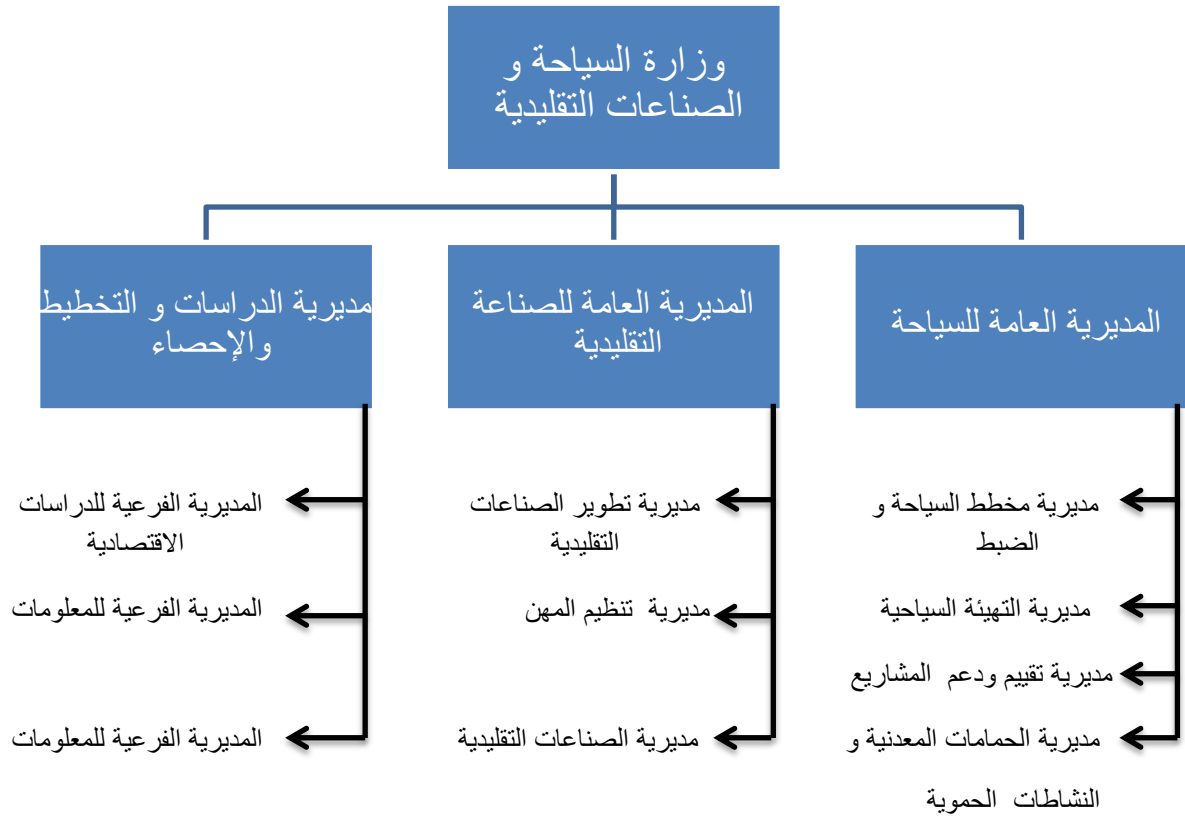 وزارة السياحة و
الصناعات التقليدية
المديرية العامة للسياحة
المديرية العامة للصناعة
التقليدية
مديرية الدراسات و التخطيط
والإحصاء
مديرية مخطط السياحة و
الضبط
مديرية التهيئة السياحية
مديرية تقييم ودعم المشاريع
مديرية الحمامات المعدنية و
النشاطات الحموية
مديرية تطوير الصناعات
التقليدية
مديرية تنظيم المهن
مديرية الصناعات التقليدية
المديرية الفرعية للدراسات
الاقتصادية
المديرية الفرعية للمعلومات
المديرية الفرعية للمعلومات